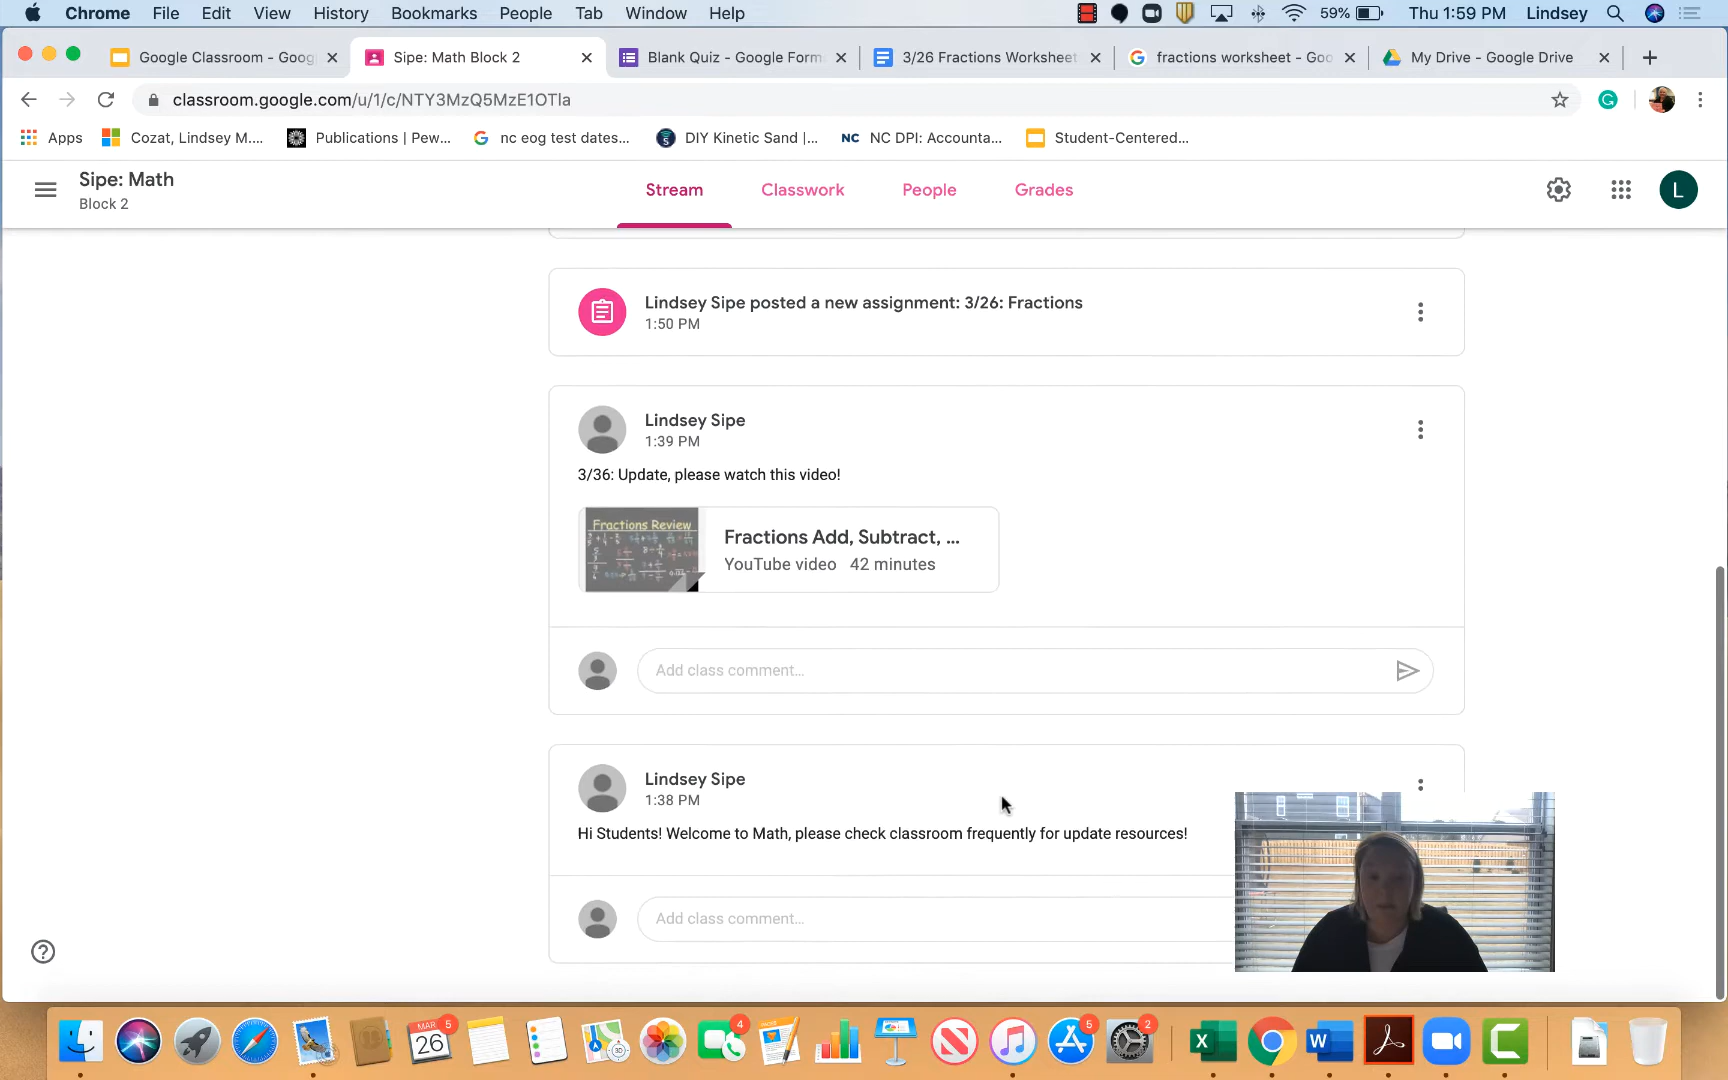 Chrome File Edit View History Bookmarks People Tab Window Help 59% Thu 1:59 PM Lindsey
Google Classroom - Goog Sipe: Math Block 2 Blank Quiz - Google Form 3/26 Fractions Worksheet fractions worksheet - Goo My Drive - Google Drive
classroom.google.com/u/1/c/NTY3MzQ5MzE1OTla
Apps Cozat, Lindsey M.... Publications | Pew... nc eog test dates... DIY Kinetic Sand |... NC NC DPI: Accounta... Student-Centered...
Sipe: Math
Block 2
Stream Classwork People Grades
L
Lindsey Sipe posted a new assignment: 3/26: Fractions
1:50 PM
Lindsey Sipe
1:39 PM
3/36: Update, please watch this video!
Fractions Review
Fractions Add, Subtract, ...
YouTube video 42 minutes
Add class comment...
Lindsey Sipe
1:38 PM
Hi Students! Welcome to Math, please check classroom frequently for update resources!
Add class comment...
MAR 26 5 4 5 2
3D